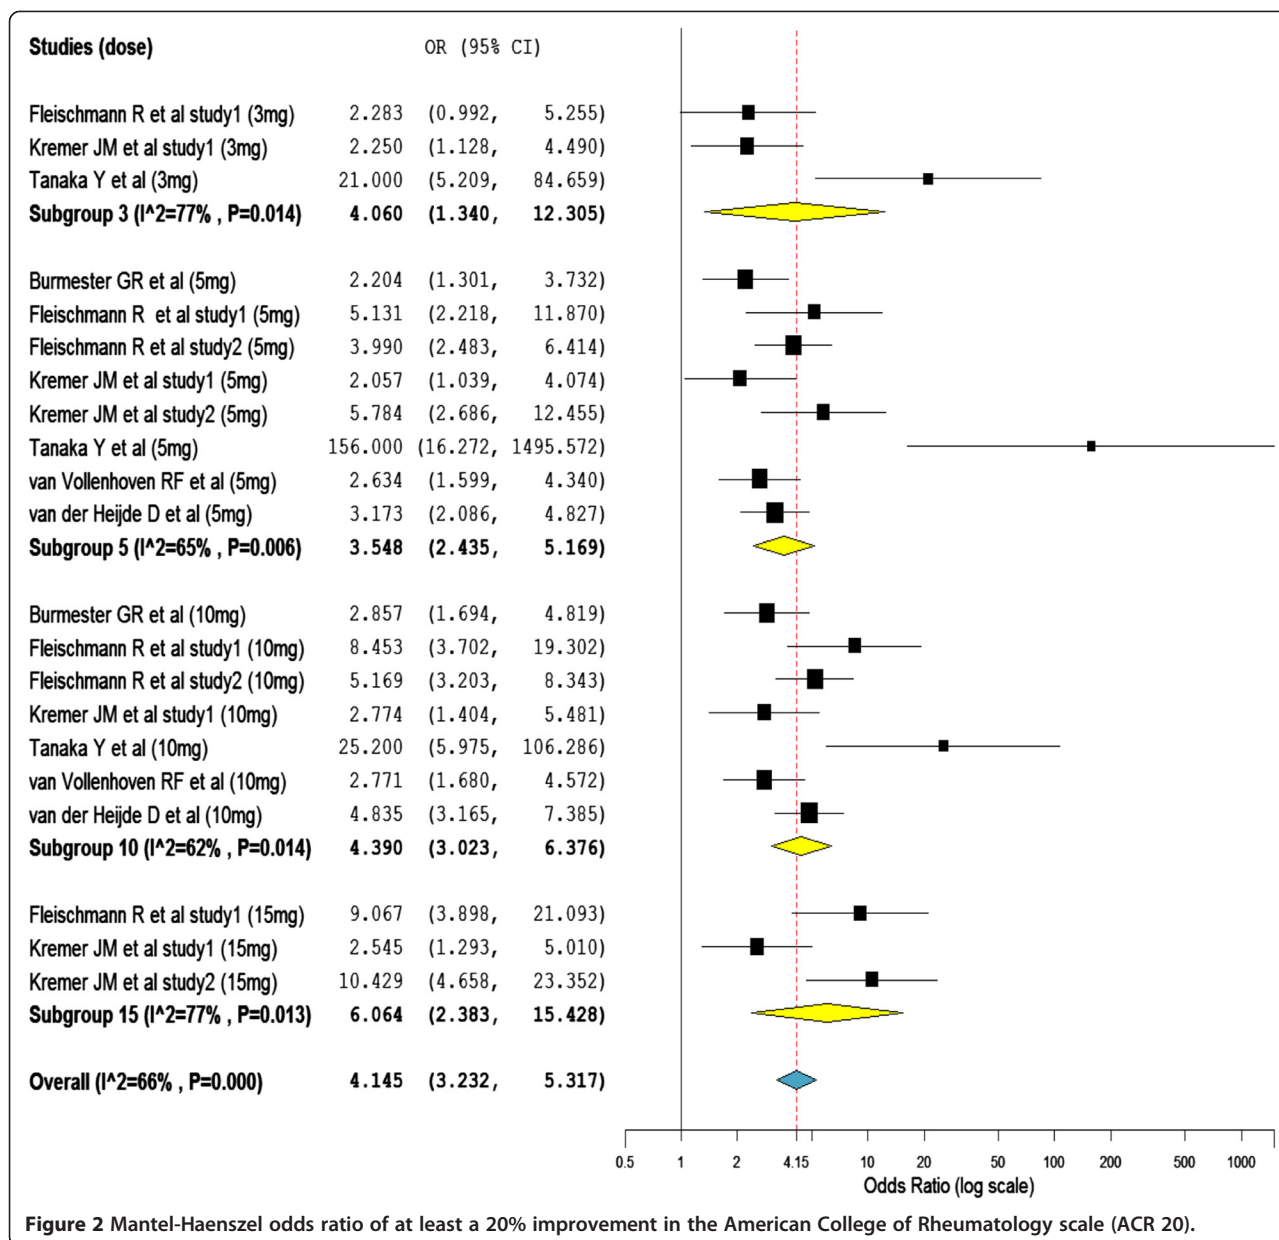 Studies (dose) OR (95% CI)
Fleischmann R et al study1 (3mg) 2.283 (0.992, 5.255)
Kremer JM et al study1 (3mg) 2.250 (1.128, 4.490)
Tanaka Y et al (3mg) 21.000 (5.209, 84.659)
Subgroup 3 (I^2=77% , P=0.014) 4.060 (1.340, 12.305)
Burmester GR et al (5mg) 2.204 (1.301, 3.732)
Fleischmann R et al study1 (5mg) 5.131 (2.218, 11.870)
Fleischmann R et al study2 (5mg) 3.990 (2.483, 6.414)
Kremer JM et al study1 (5mg) 2.057 (1.039, 4.074)
Kremer JM et al study2 (5mg) 5.784 (2.686, 12.455)
Tanaka Y et al (5mg) 156.000 (16.272, 1495.572)
van Vollenhoven RF et al (5mg) 2.634 (1.599, 4.340)
van der Heijde D et al (5mg) 3.173 (2.086, 4.827)
Subgroup 5 (I^2=65% , P=0.006) 3.548 (2.435, 5.169)
Burmester GR et al (10mg) 2.857 (1.694, 4.819)
Fleischmann R et al study1 (10mg) 8.453 (3.702, 19.302)
Fleischmann R et al study2 (10mg) 5.169 (3.203, 8.343)
Kremer JM et al study1 (10mg) 2.774 (1.404, 5.481)
Tanaka Y et al (10mg) 25.200 (5.975, 106.286)
van Vollenhoven RF et al (10mg) 2.771 (1.680, 4.572)
van der Heijde D et al (10mg) 4.835 (3.165, 7.385)
Subgroup 10 (I^2=62% , P=0.014) 4.390 (3.023, 6.376)
Fleischmann R et al study1 (15mg) 9.067 (3.898, 21.093)
Kremer JM et al study1 (15mg) 2.545 (1.293, 5.010)
Kremer JM et al study2 (15mg) 10.429 (4.658, 23.352)
Subgroup 15 (I^2=77% , P=0.013) 6.064 (2.383, 15.428)
Overall (I^2=66% , P=0.000) 4.145 (3.232, 5.317)
0.5 1 2 4.15 10 20 50 100 200 500 1000
Odds Ratio (log scale)
Figure 2 Mantel-Haenszel odds ratio of at least a 20% improvement in the American College of Rheumatology scale (ACR 20).